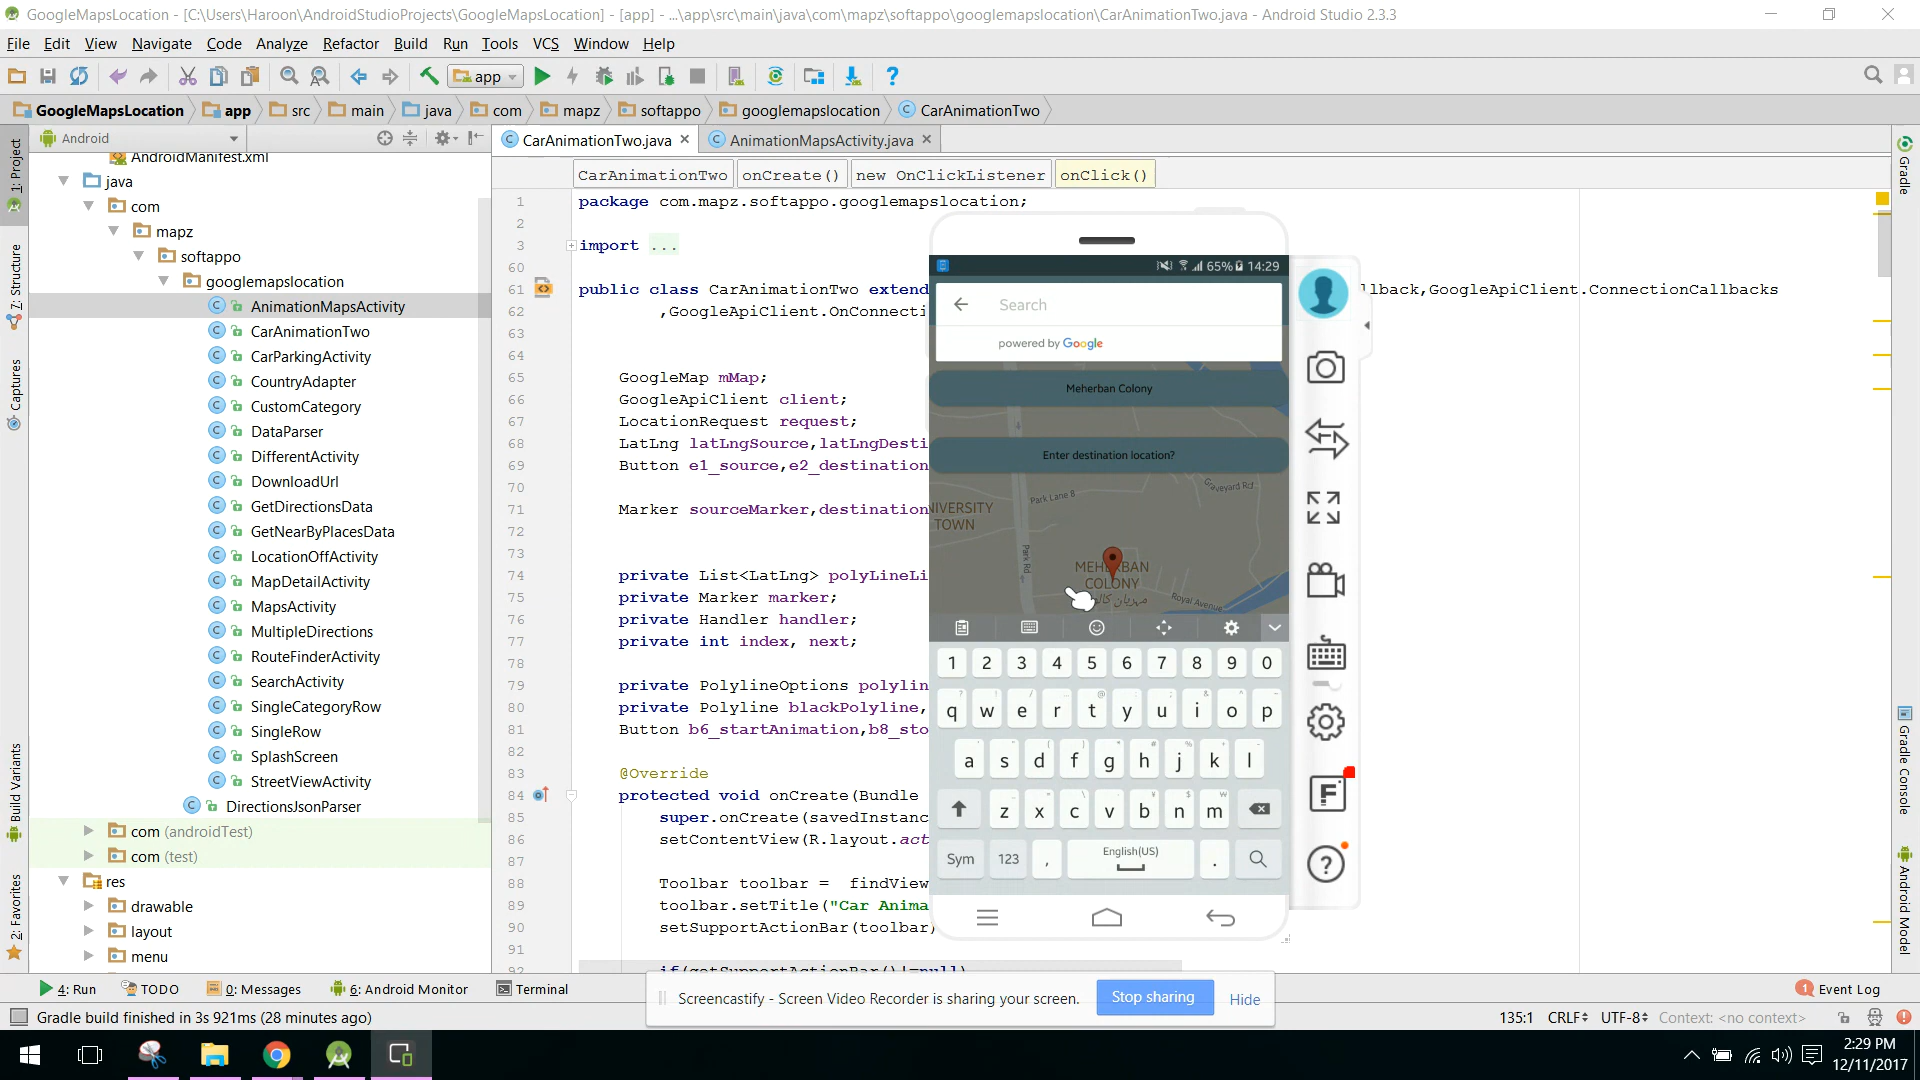 GoogleMapsLocation - [C:\Users\Haroon\AndroidStudioProjects\GoogleMapsLocation] - [app] - ...\app\src\main\java\com\mapz\softappo\googlemapslocation\CarAnimationTwo.java - Android Studio 2.3.3
File Edit View Navigate Code Analyze Refactor Build Run Tools VCS Window Help
app
GoogleMapsLocation app src main java com mapz softappo googlemapslocation CarAnimationTwo
Android
CarAnimationTwo.java AnimationMapsActivity.java
1: Project
Z: Structure
Captures
Build Variants
2: Favorites
AndroidManifest.xml
java
com
mapz
softappo
googlemapslocation
AnimationMapsActivity
CarAnimationTwo
CarParkingActivity
CountryAdapter
CustomCategory
DataParser
DifferentActivity
DownloadUrl
GetDirectionsData
GetNearByPlacesData
LocationOffActivity
MapDetailActivity
MapsActivity
MultipleDirections
RouteFinderActivity
SearchActivity
SingleCategoryRow
SingleRow
SplashScreen
StreetViewActivity
DirectionsJsonParser
com (androidTest)
com (test)
res
drawable
layout
menu
CarAnimationTwo onCreate() new OnClickListener onClick()
1 package com.mapz.softappo.googlemapslocation;
2
3 import ...
60
61 public class CarAnimationTwo extend lback,GoogleApiClient.ConnectionCallbacks
62 ,GoogleApiClient.OnConnecti
63
64
65 GoogleMap mMap;
66 GoogleApiClient client;
67 LocationRequest request;
68 LatLng latLngSource,latLngDesti
69 Button e1_source,e2_destination
70
71 Marker sourceMarker,destination
72
73
74 private List<LatLng> polyLineLi
75 private Marker marker;
76 private Handler handler;
77 private int index, next;
78
79 private PolylineOptions polylin
80 private Polyline blackPolyline,
81 Button b6_startAnimation,b8_sto
82
83 @Override
84 protected void onCreate(Bundle
85 super.onCreate(savedInstanc
86 setContentView(R.layout.act
87
88 Toolbar toolbar = findView
89 toolbar.setTitle("Car Anima
90 setSupportActionBar(toolbar)
91
92 if(getSupportActionBar()!=null)
65% 14:29
Search
powered by Google
Meherban Colony
Enter destination location?
Graveyard Rd
Park Lane B
NIVERSITY
TOWN
Park Rd
MEHERBAN
COLONY
مہربان کالو
Royal Avenue
1 2 3 4 5 6 7 8 9 0
q w e r t y u i o p
a s d f g h j k l
z x c v b n m
Sym 123 , English(US) .
F
?
Gradle
Gradle Console
Android Model
Screencastify - Screen Video Recorder is sharing your screen. Stop sharing Hide
4: Run TODO 0: Messages 6: Android Monitor Terminal 1 Event Log
Gradle build finished in 3s 921ms (28 minutes ago) 135:1 CRLF UTF-8 Context: <no context>
2:29 PM
12/11/2017